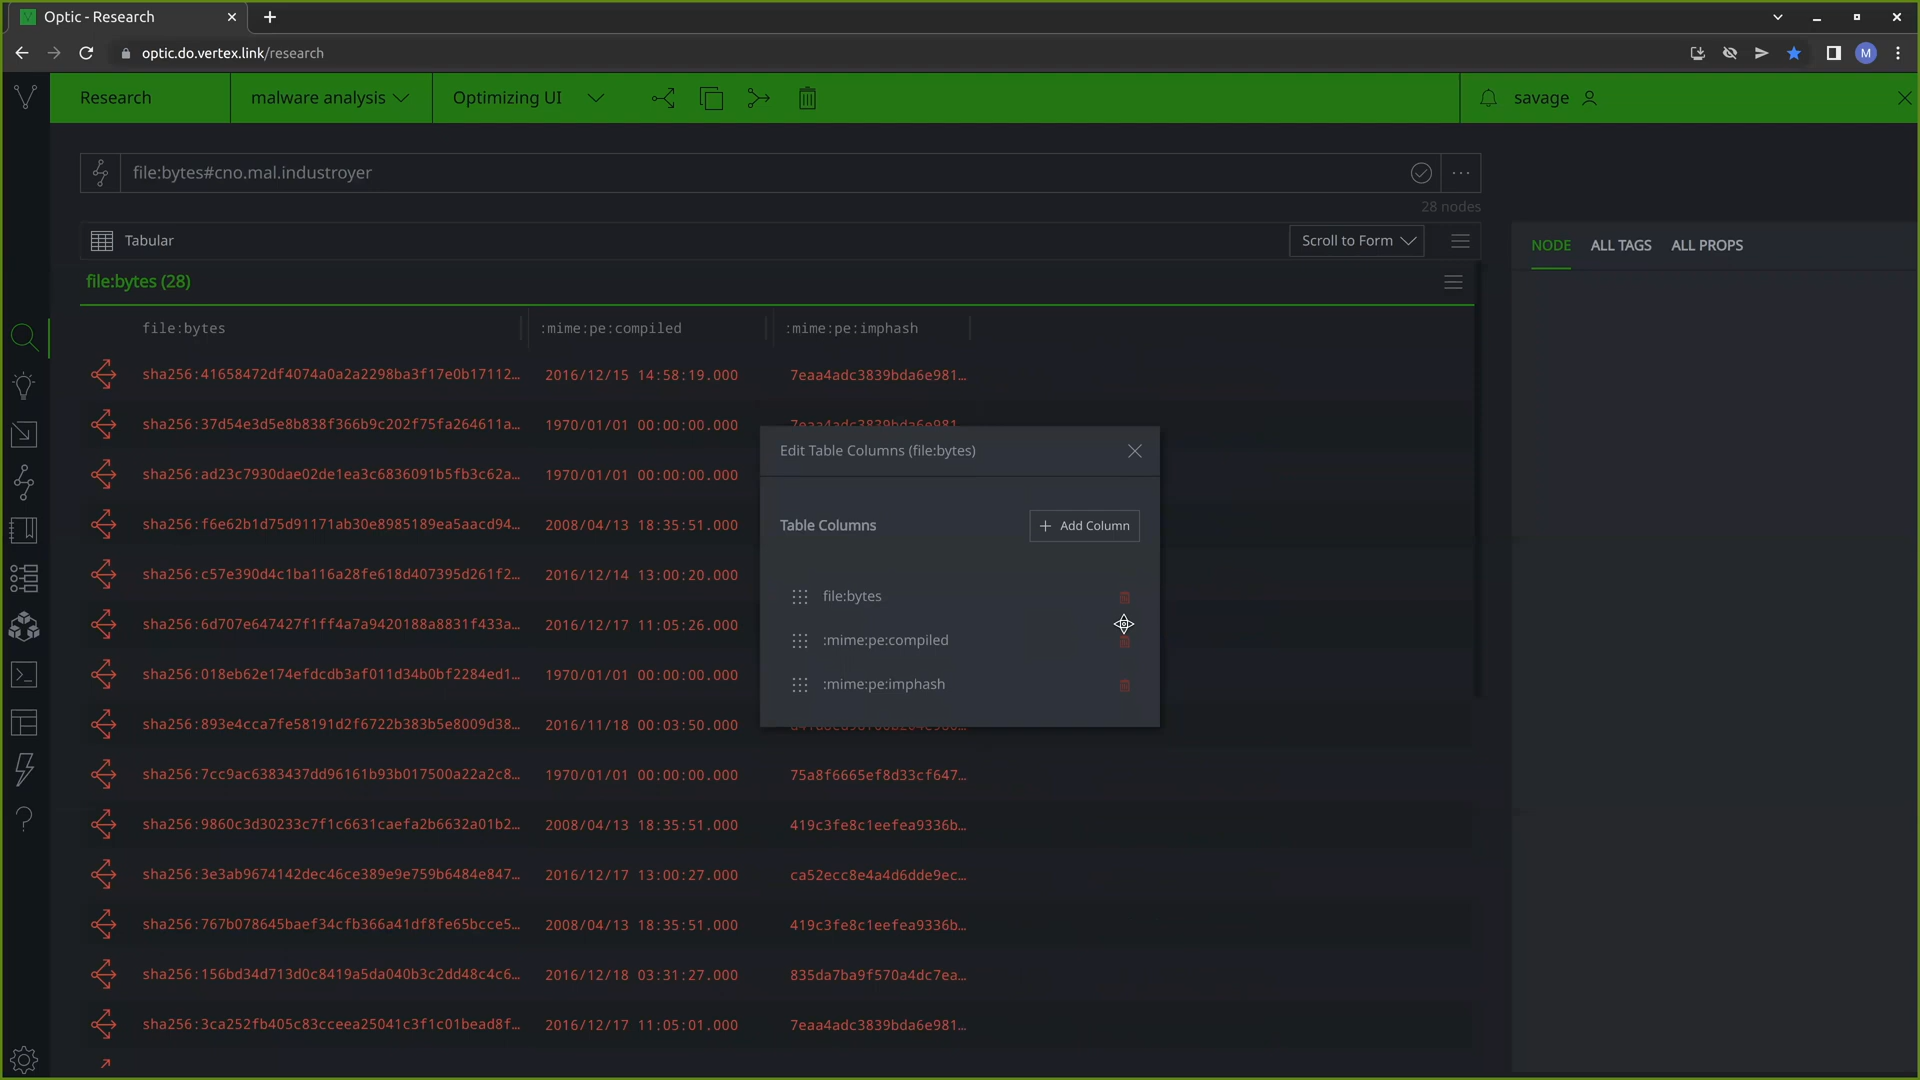 Optic - Research
optic.do.vertex.link/research
M
Research
malware analysis
Optimizing UI
savage
file:bytes#cno.mal.industroyer
28 nodes
Tabular
Scroll to Form
NODE ALL TAGS ALL PROPS
file:bytes (28)
file:bytes :mime:pe:compiled :mime:pe:imphash
sha256:41658472df4074a0a2a2298ba3f17e0b17112… 2016/12/15 14:58:19.000 7eaa4adc3839bda6e981…
sha256:37d54e3d5e8b838f366b9c202f75fa264611a… 1970/01/01 00:00:00.000 7eaa4adc3839bda6e981
sha256:ad23c7930dae02de1ea3c6836091b5fb3c62a… 1970/01/01 00:00:00.000
sha256:f6e62b1d75d91171ab30e8985189ea5aacd94… 2008/04/13 18:35:51.000
sha256:c57e390d4c1ba116a28fe618d407395d261f2… 2016/12/14 13:00:20.000
sha256:6d707e647427f1ff4a7a9420188a8831f433a… 2016/12/17 11:05:26.000
sha256:018eb62e174efdcdb3af011d34b0bf2284ed1… 1970/01/01 00:00:00.000
sha256:893e4cca7fe58191d2f6722b383b5e8009d38… 2016/11/18 00:03:50.000
sha256:7cc9ac6383437dd96161b93b017500a22a2c8… 1970/01/01 00:00:00.000 75a8f6665ef8d33cf647…
sha256:9860c3d30233c7f1c6631caefa2b6632a01b2… 2008/04/13 18:35:51.000 419c3fe8c1eefea9336b…
sha256:3e3ab9674142dec46ce389e9e759b6484e847… 2016/12/17 13:00:27.000 ca52ecc8e4a4d6dde9ec…
sha256:767b078645baef34cfb366a41df8fe65bcce5… 2008/04/13 18:35:51.000 419c3fe8c1eefea9336b…
sha256:156bd34d713d0c8419a5da040b3c2dd48c4c6… 2016/12/18 03:31:27.000 835da7ba9f570a4dc7ea…
sha256:3ca252fb405c83cceea25041c3f1c01bead8f… 2016/12/17 11:05:01.000 7eaa4adc3839bda6e981…
Edit Table Columns (file:bytes)
Table Columns
Add Column
file:bytes
:mime:pe:compiled
:mime:pe:imphash